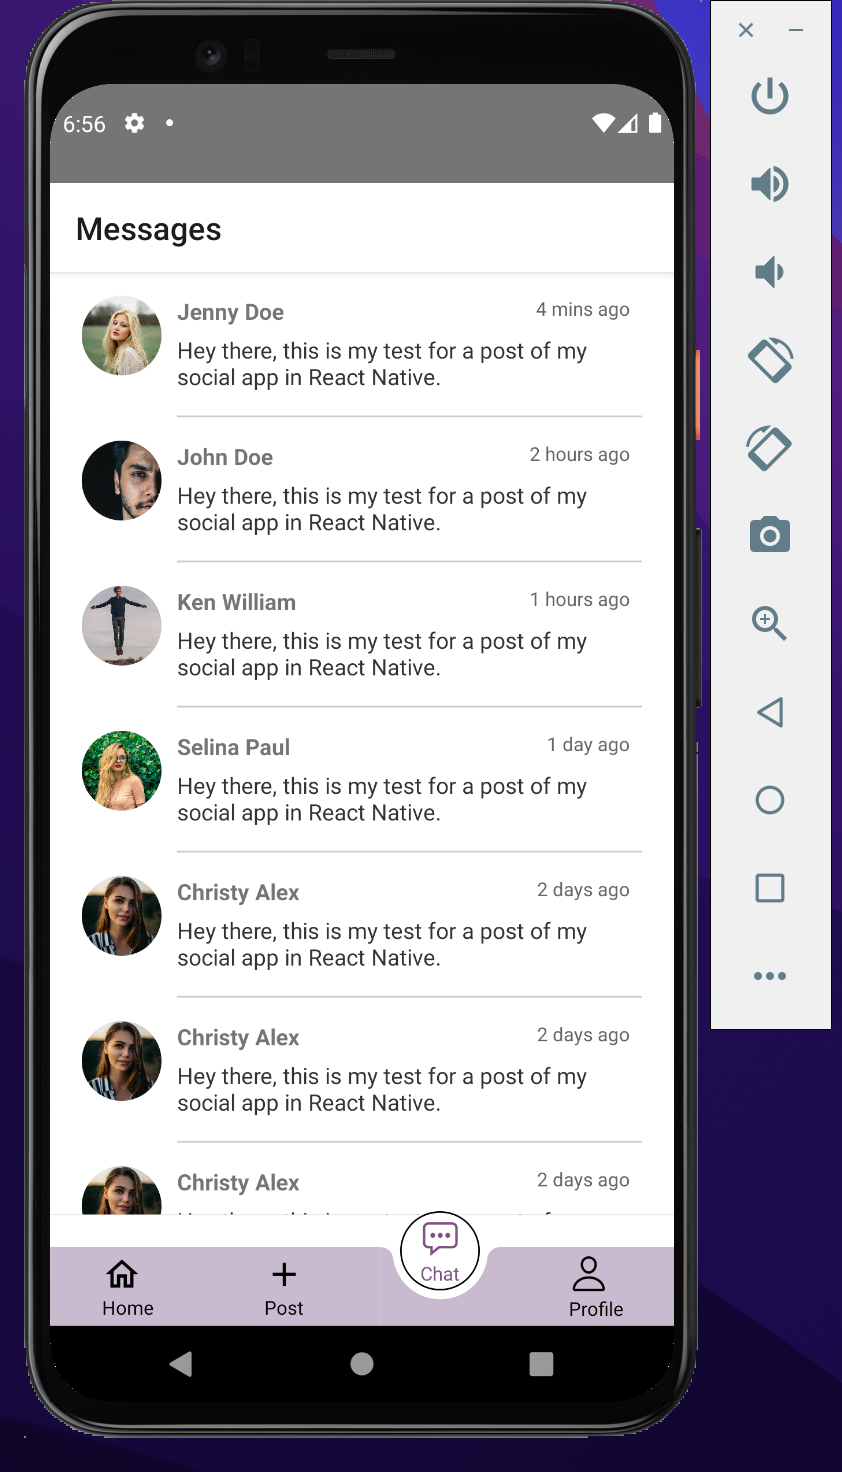 6:56
Messages
Jenny Doe 4 mins ago
Hey there, this is my test for a post of my
social app in React Native.
John Doe 2 hours ago
Hey there, this is my test for a post of my
social app in React Native.
Ken William 1 hours ago
Hey there, this is my test for a post of my
social app in React Native.
Selina Paul 1 day ago
Hey there, this is my test for a post of my
social app in React Native.
Christy Alex 2 days ago
Hey there, this is my test for a post of my
social app in React Native.
Christy Alex 2 days ago
Hey there, this is my test for a post of my
social app in React Native.
Christy Alex 2 days ago
Home Post Chat Profile